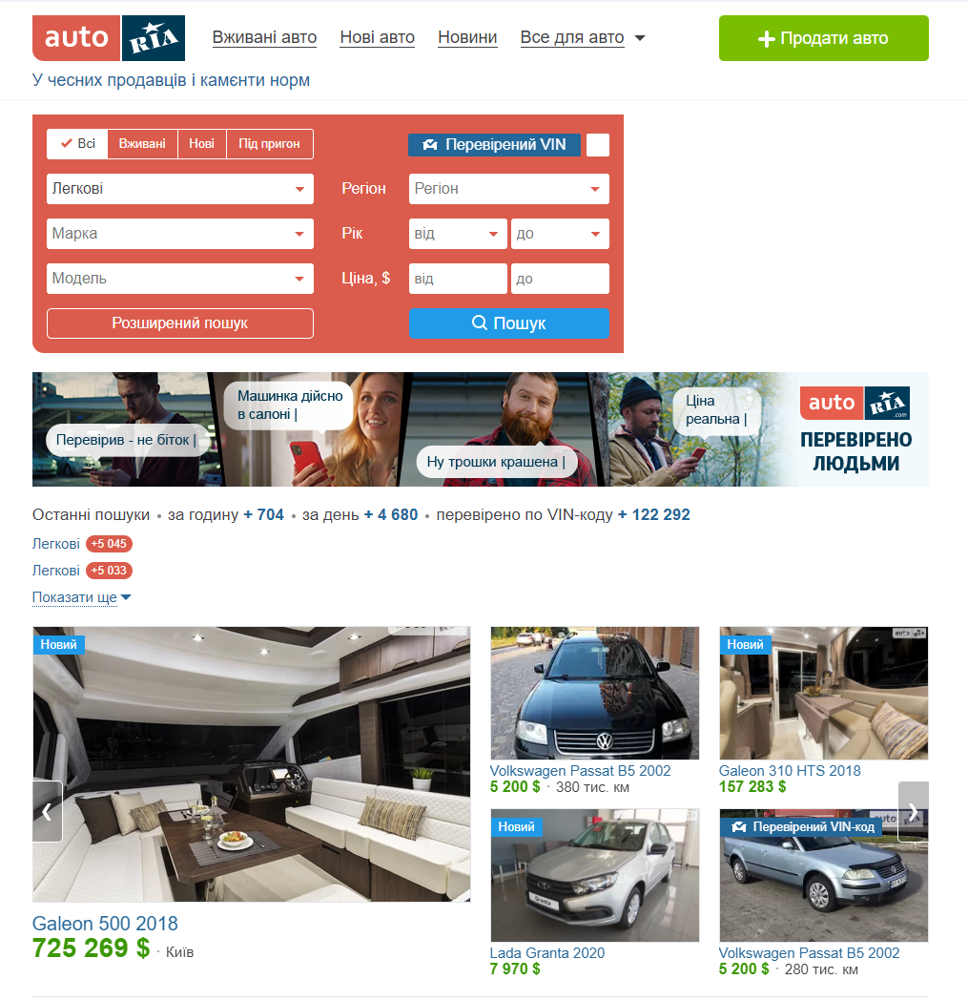 auto RIA
Вживані авто Нові авто Новини Все для авто
Продати авто
У чесних продавців і камєнти норм
Всі Вживані Нові Під пригон
Перевірений VIN
Легкові
Регіон Регіон
Марка
Рік від до
Модель
Ціна, $ від до
Розширений пошук
Пошук
Перевірив - не біток |
Машинка дійсно
в салоні |
Ну трошки крашена |
Ціна
реальна |
auto RIA .com
ПЕРЕВІРЕНО
ЛЮДЬМИ
Останні пошуки • за годину + 704 • за день + 4 680 • перевірено по VIN-коду + 122 292
Легкові +5 045
Легкові +5 033
Показати ще
Новий
Galeon 500 2018
725 269 $ · Київ
Volkswagen Passat B5 2002
5 200 $ · 380 тис. км
Новий
auto RIA
Galeon 310 HTS 2018
157 283 $
Новий
Granta
Lada Granta 2020
7 970 $
Перевірений VIN-код
auto
Volkswagen Passat B5 2002
5 200 $ · 280 тис. км